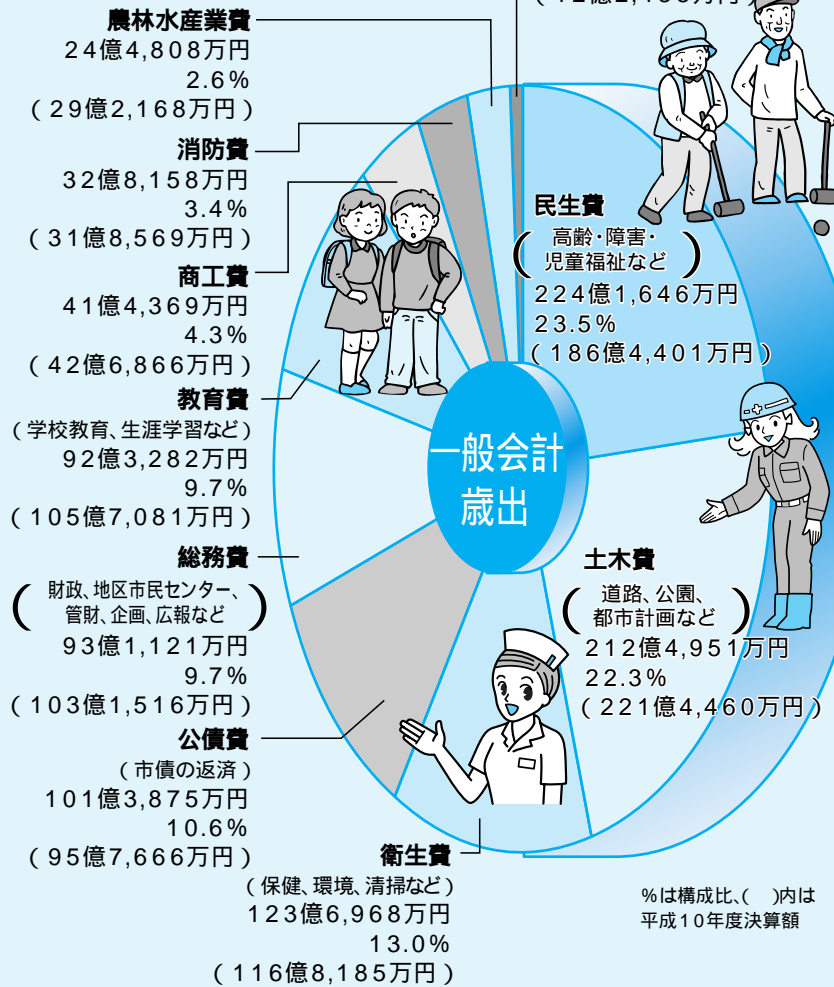 農林水産業費
24億4,808万円
2.6%
(29億2,168万円)
消防費
32億8,158万円
3.4%
(31億8,569万円)
商工費
41億4,369万円
4.3%
(42億6,866万円)
教育費
(学校教育、生涯学習など)
92億3,282万円
9.7%
(105億7,081万円)
総務費
(財政、地区市民センター、
管財、企画、広報など)
93億1,121万円
9.7%
(103億1,516万円)
公債費
(市債の返済)
101億3,875万円
10.6%
(95億7,666万円)
衛生費
(保健、環境、清掃など)
123億6,968万円
13.0%
(116億8,185万円)
民生費
(高齢・障害・
児童福祉など)
224億1,646万円
23.5%
(186億4,401万円)
一般会計
歳出
土木費
(道路、公園、
都市計画など)
212億4,951万円
22.3%
(221億4,460万円)
%は構成比、( )内は
平成10年度決算額